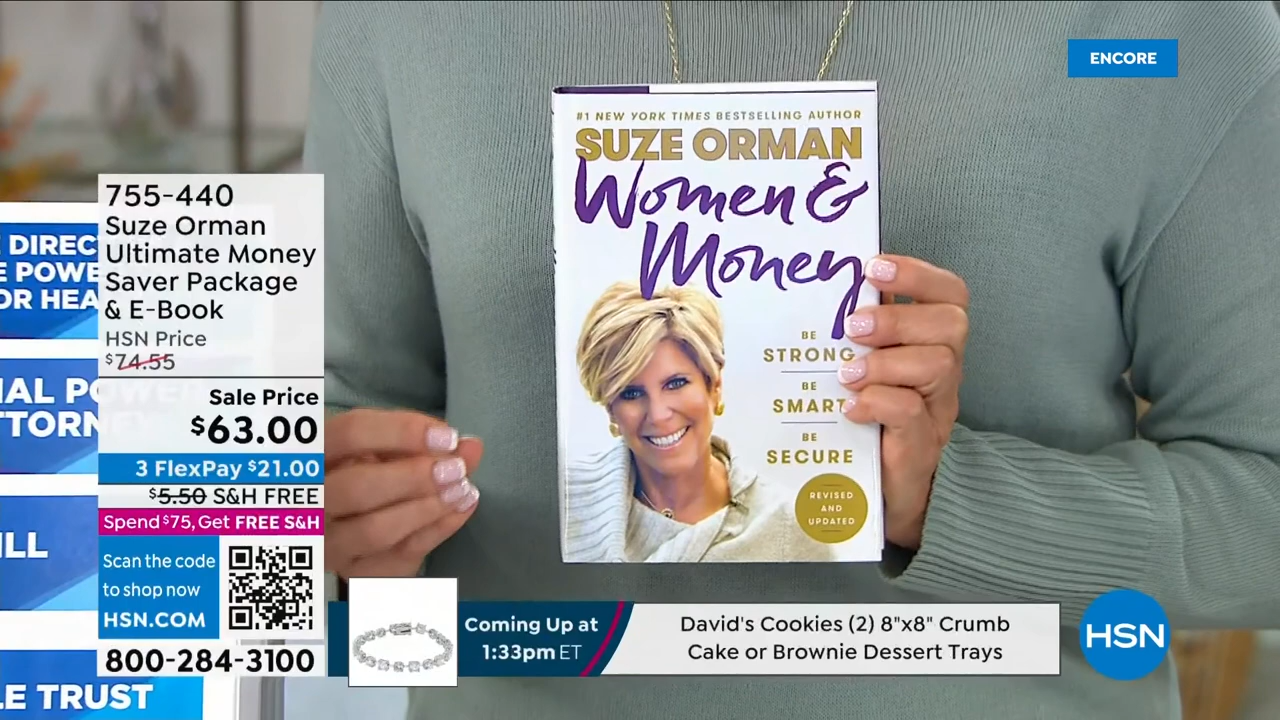 ENCORE
#1 NEW YORK TIMES BESTSELLING AUTHOR
SUZE ORMAN
Women &
Money
BE
STRONG
BE
SMART
BE
SECURE
REVISED
AND
UPDATED
755-440
Suze Orman
Ultimate Money
Saver Package
& E-Book
HSN Price
$74.55
Sale Price
$63.00
3 FlexPay $21.00
$5.50 S&H FREE
Spend $75, Get FREE S&H
Scan the code
to shop now
HSN.COM
800-284-3100
Coming Up at
1:33pm ET
David's Cookies (2) 8"x8" Crumb
Cake or Brownie Dessert Trays
HSN
TRUST